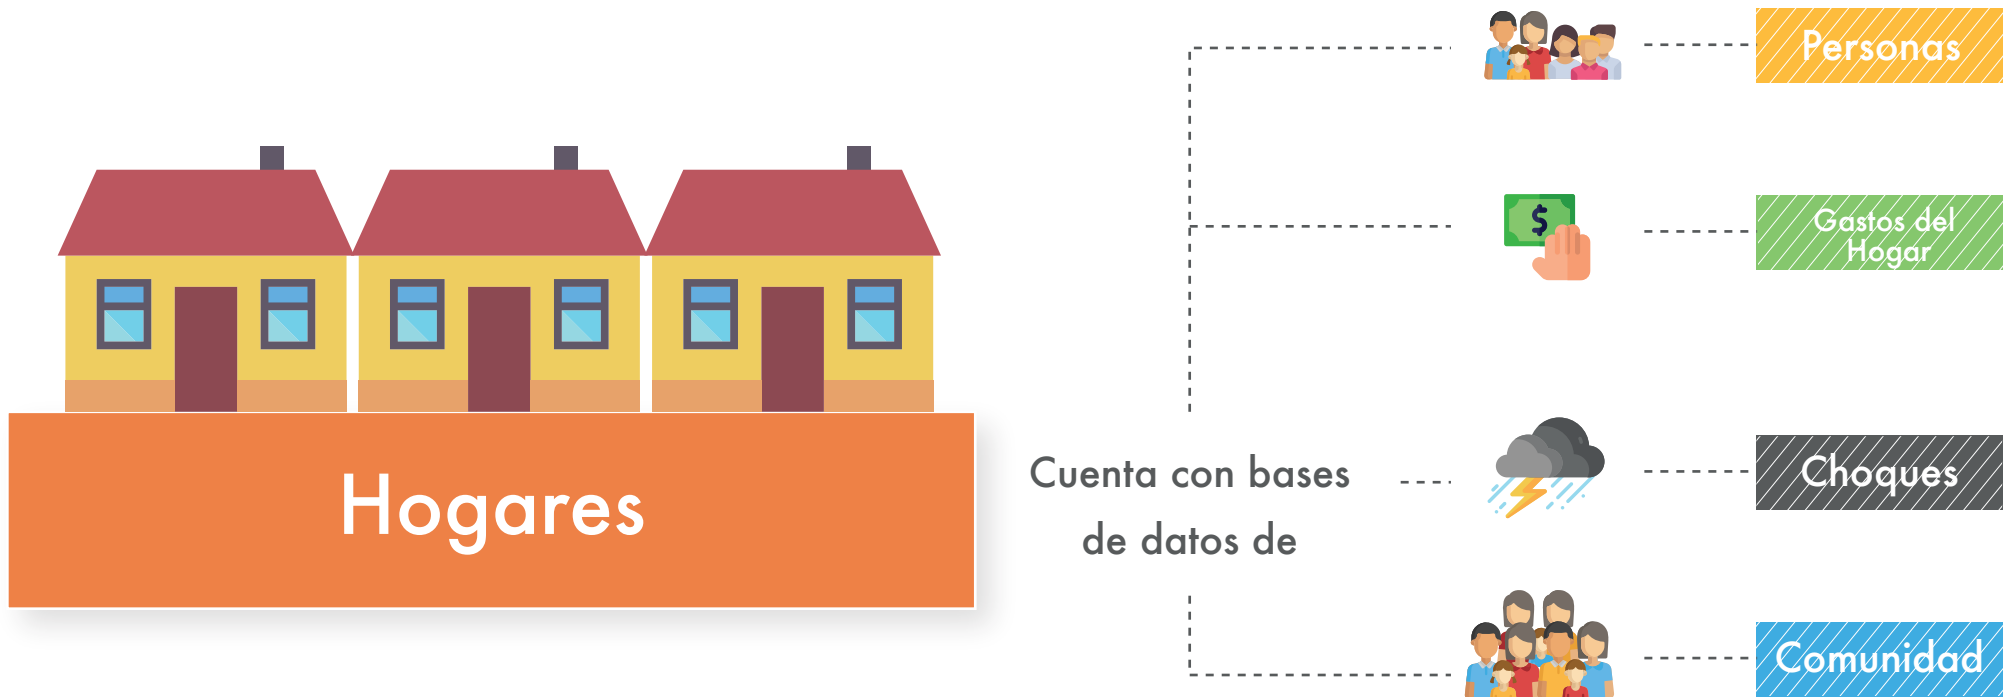 Hogares
Cuenta con bases
de datos de
Personas
$
Gastos del
Hogar
Choques
Comunidad